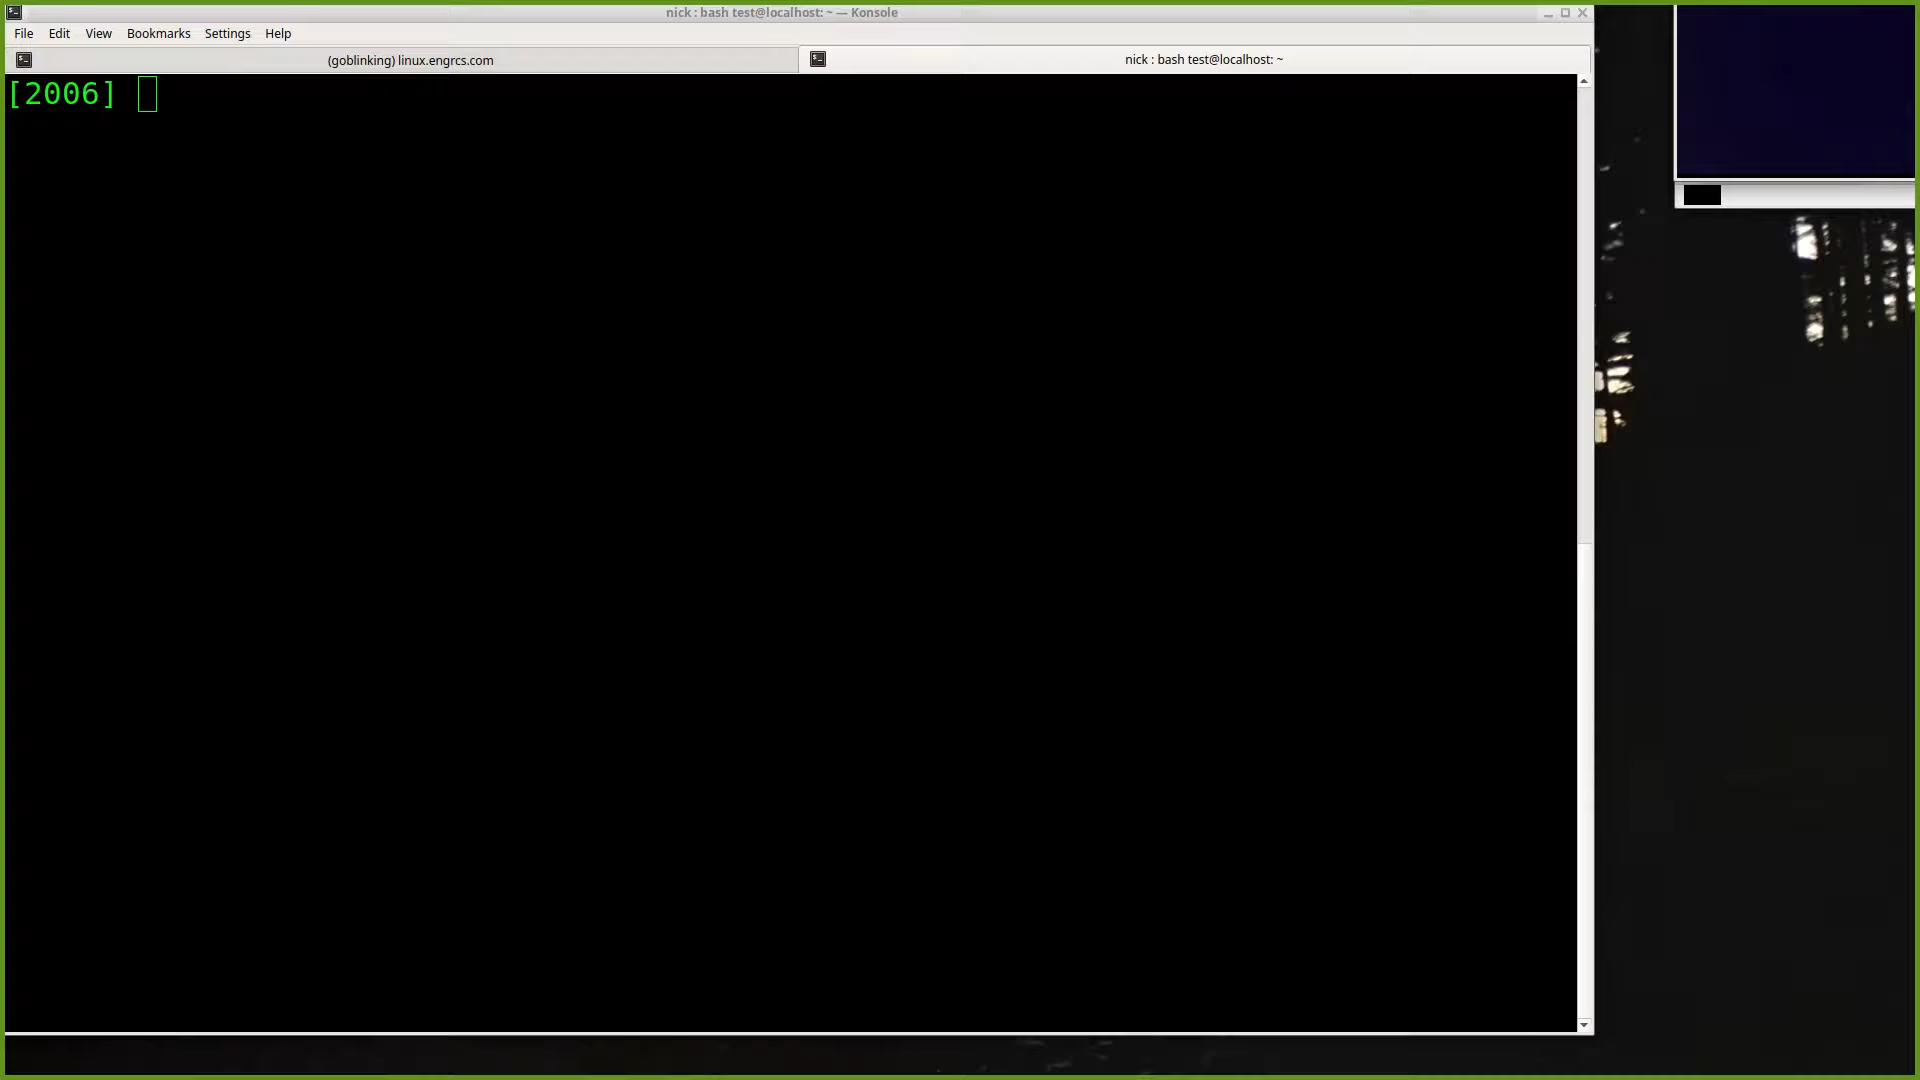 nick : bash test@localhost: ~ — Konsole
File Edit View Bookmarks Settings Help
(goblinking) linux.engrcs.com
nick : bash test@localhost: ~
[2006]